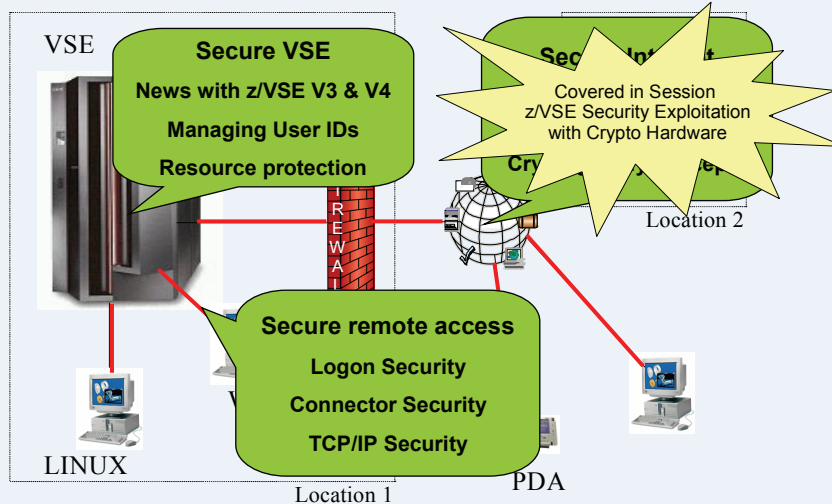 VSE
Secure VSE
News with z/VSE V3 & V4
Managing User IDs
Resource protection
Covered in Session
z/VSE Security Exploitation
with Crypto Hardware
Location 2
Secure remote access
Logon Security
Connector Security
TCP/IP Security
LINUX
PDA
Location 1